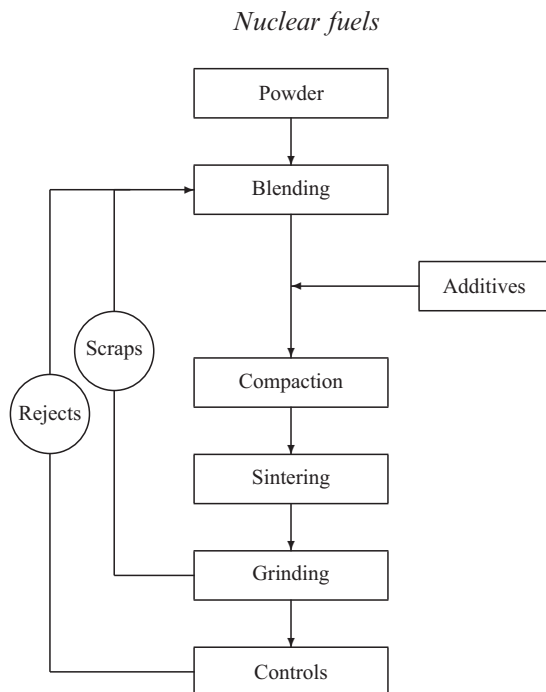 Nuclear fuels
Powder
Blending
Additives
Scraps
Compaction
Rejects
Sintering
Grinding
Controls